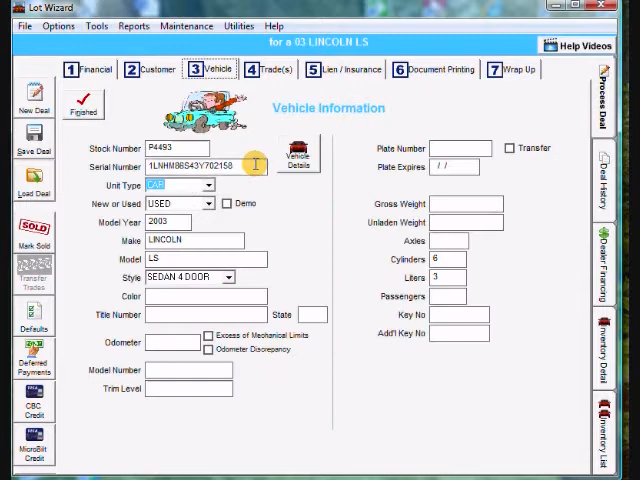 Lot Wizard
File Options Tools Reports Maintenance Utilities Help
for a 03 LINCOLN LS
Help Videos
1 Financial 2 Customer 3 Vehicle 4 Trade(s) 5 Lien / Insurance 6 Document Printing 7 Wrap Up
New Deal
Save Deal
Load Deal
SOLD
Mark Sold
Transfer Trades
Defaults
Deferred Payments
CBC Credit
MicroBilt Credit
Finished
Vehicle Information
Stock Number P4493
Serial Number 1LNHM86S43Y702158
Vehicle Details
Unit Type CAR
New or Used USED Demo
Model Year 2003
Make LINCOLN
Model LS
Style SEDAN 4 DOOR
Color
Title Number State
Odometer Excess of Mechanical Limits
Odometer Discrepancy
Model Number
Trim Level
Plate Number Transfer
Plate Expires / /
Gross Weight
Unladen Weight
Axles
Cylinders 6
Liters 3
Passengers
Key No
Add'l Key No
Process Deal
Deal History
Dealer Financing
Inventory Detail
Inventory List